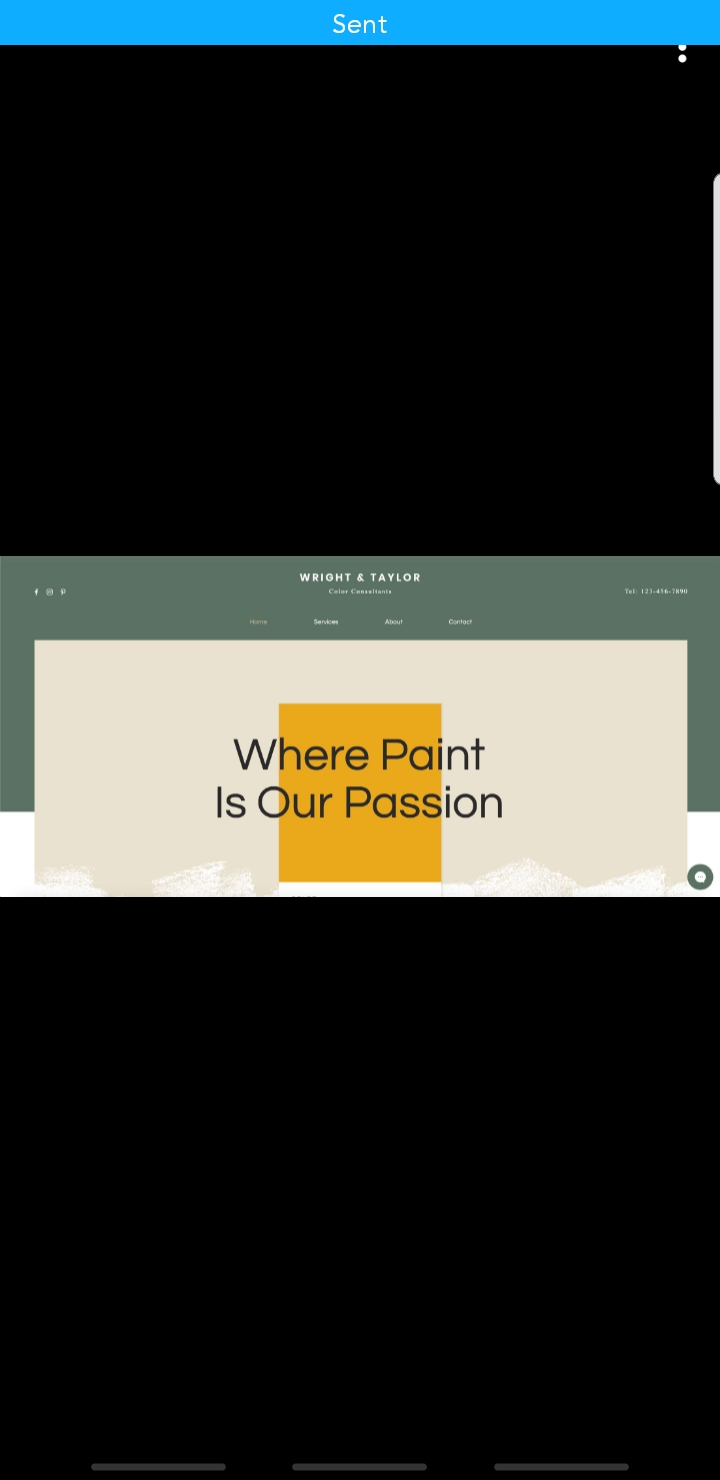 Sent
WRIGHT & TAYLOR
Color Consultants
Tel: 123-456-7890
Home
Services
About
Contact
Where Paint
Is Our Passion